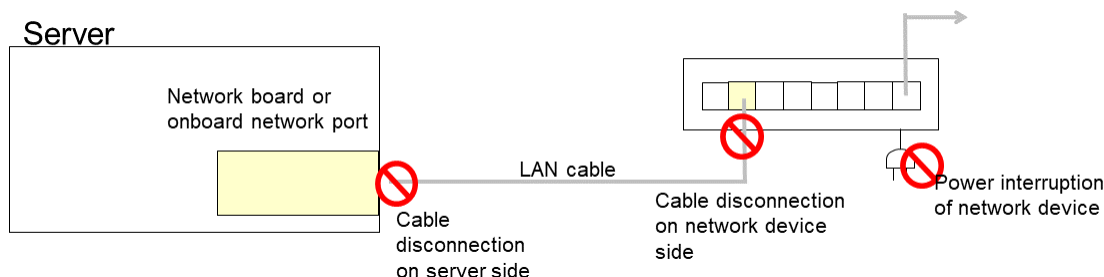 Server
Network board or
onboard network port
LAN cable
Cable
disconnection
on server side
Cable disconnection
on network device
side
Power interruption
of network device